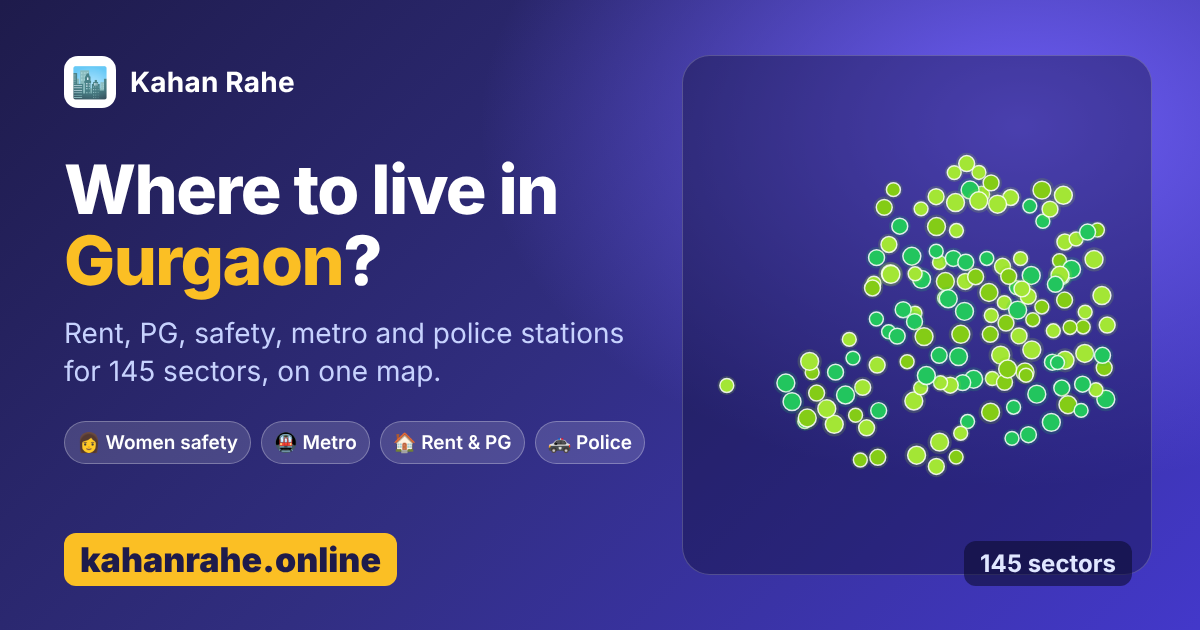 Kahan Rahe
Where to live in
Gurgaon?
Rent, PG, safety, metro and police stations
for 145 sectors, on one map.
Women safety
Metro
Rent & PG
Police
kahanrahe.online
145 sectors